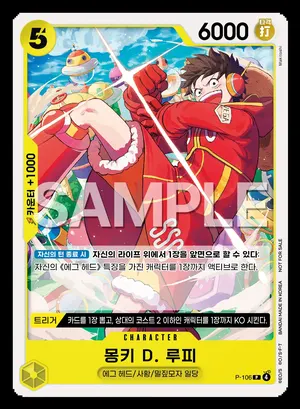 5
6000
타격
打
카운터 +1000
SAMPLE
자신의 턴 종료 시 자신의 라이프 위에서 1장을 앞면으로 할 수 있다:
자신의 《에그 헤드》 특징을 가진 캐릭터를 1장까지 액티브로 한다.
트리거 카드를 1장 뽑고, 상대의 코스트 2 이하인 캐릭터를 1장까지 KO 시킨다.
CHARACTER
몽키 D. 루피
에그 헤드/사황/밀짚모자 일당
P-106 P
BANDAI MADE IN KOREA NOT FOR SALE